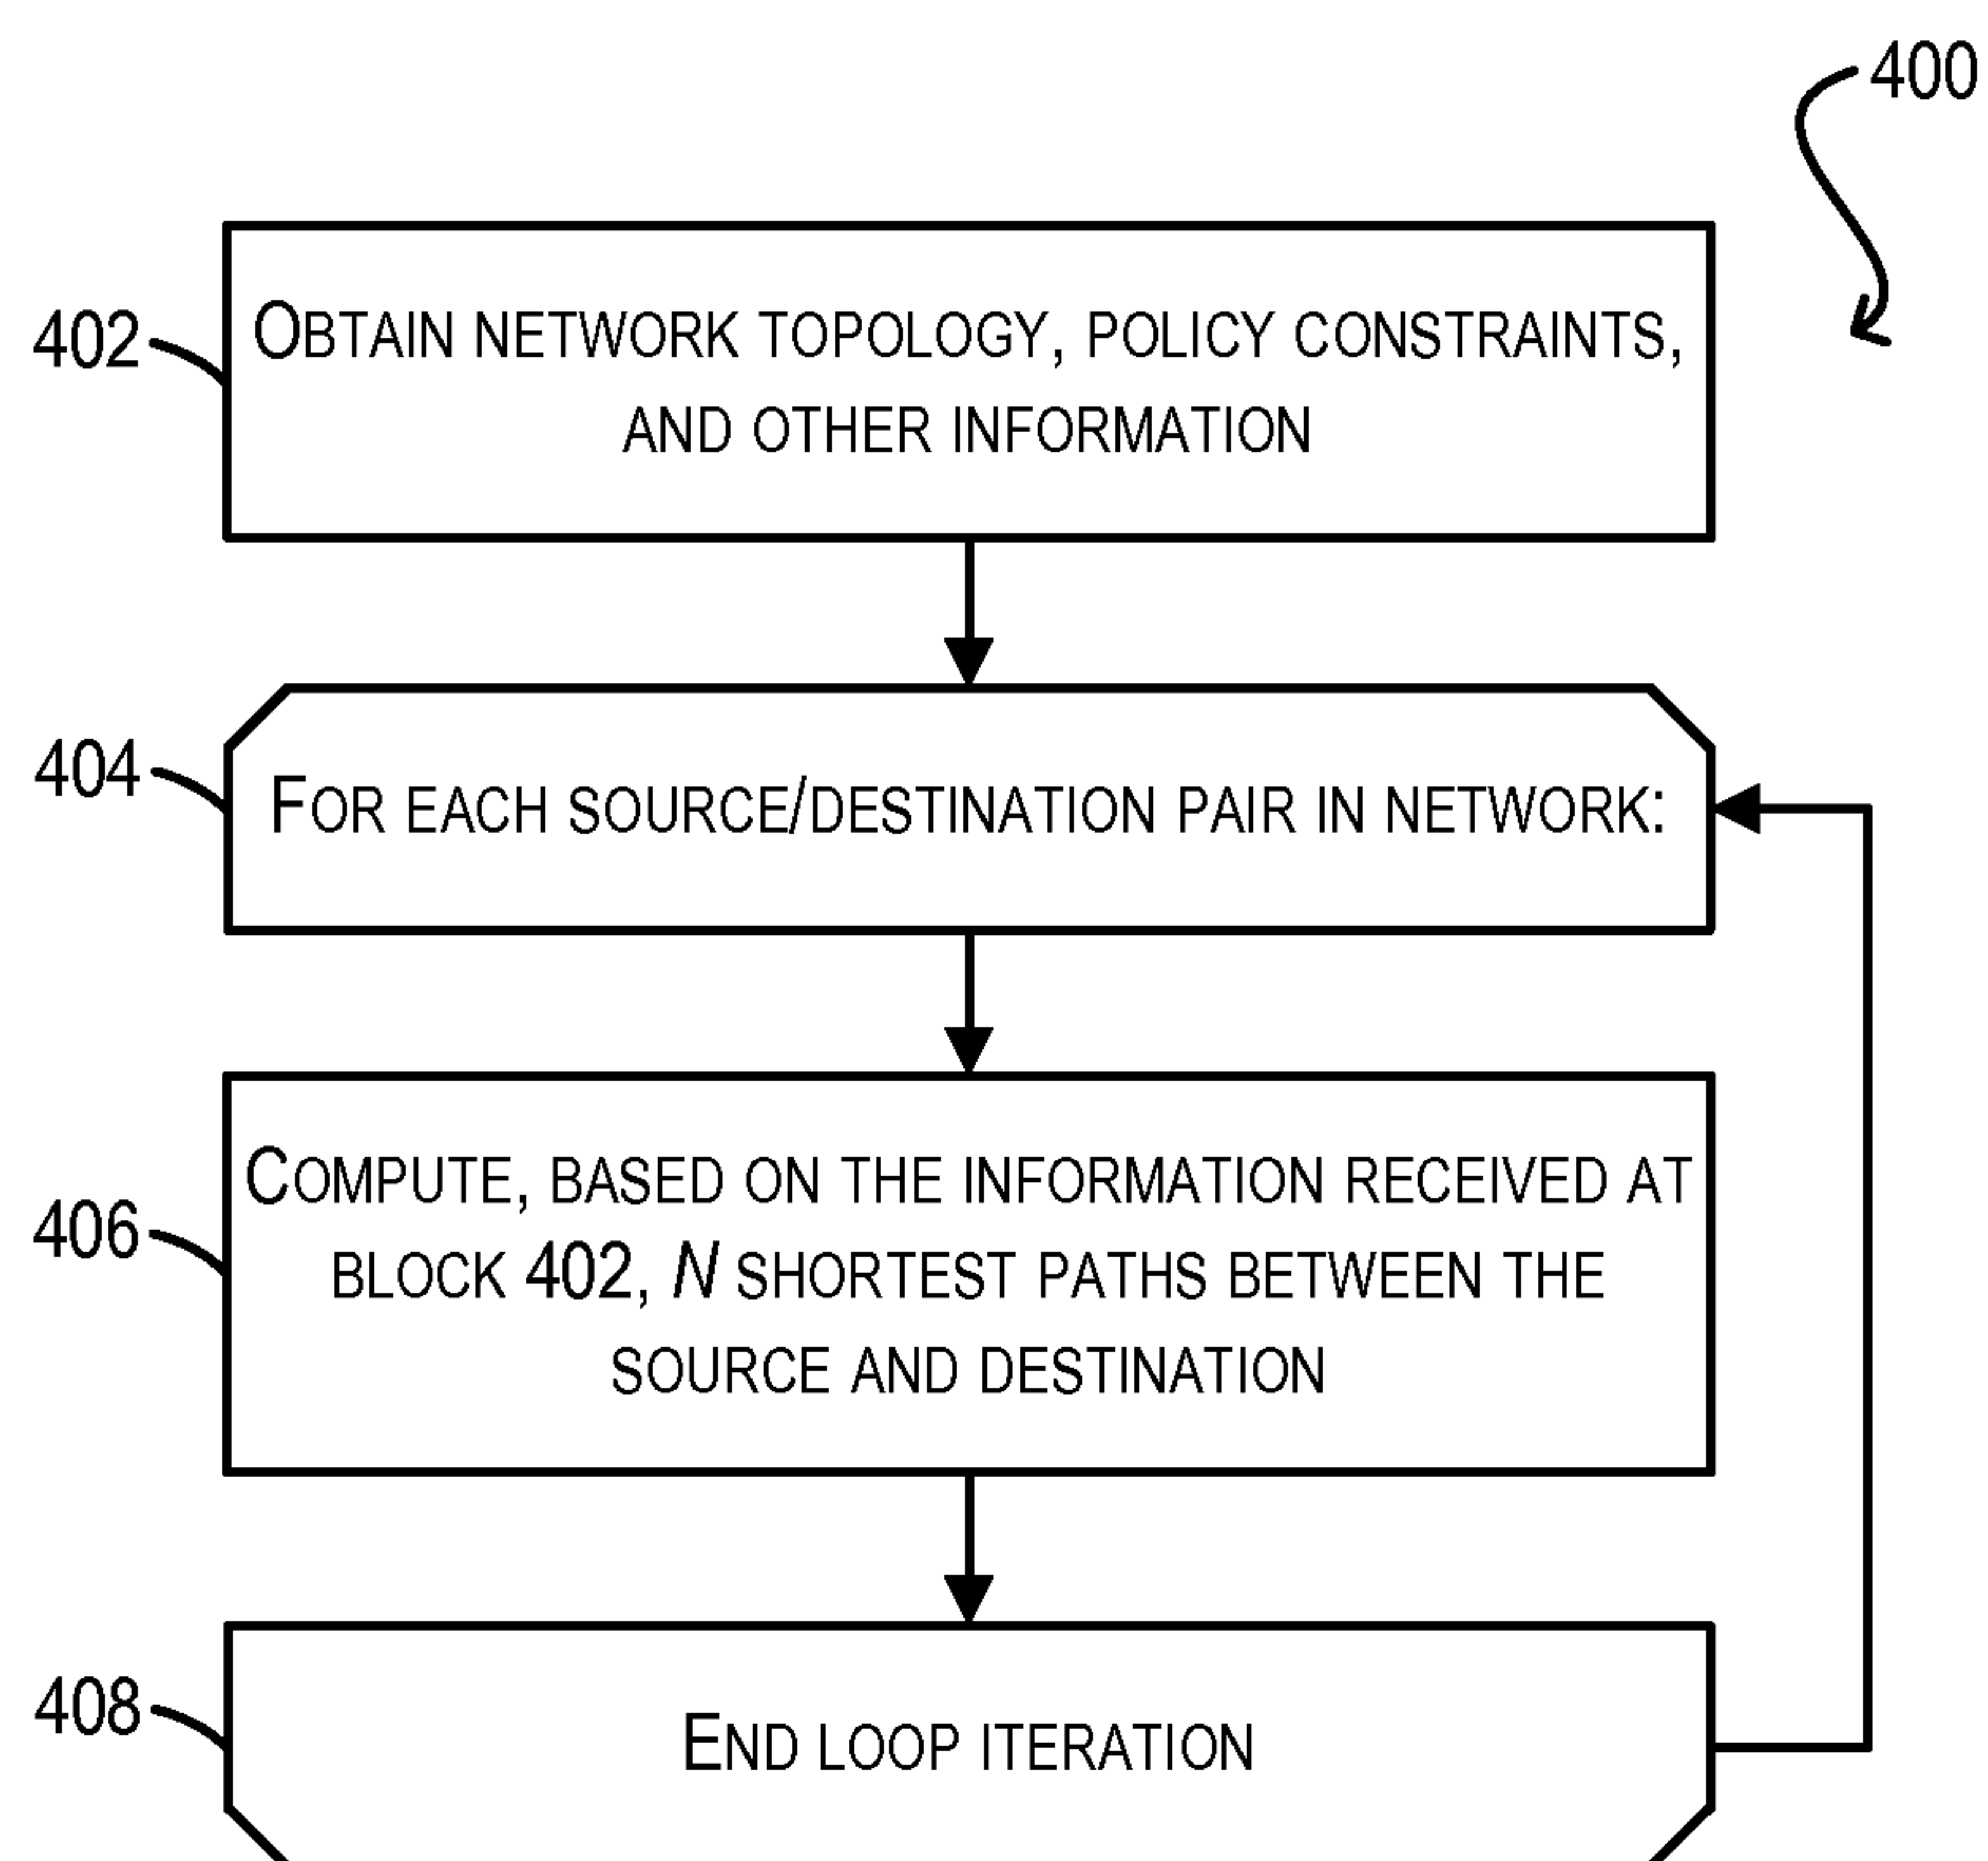 400
402
OBTAIN NETWORK TOPOLOGY, POLICY CONSTRAINTS,
AND OTHER INFORMATION
404
FOR EACH SOURCE/DESTINATION PAIR IN NETWORK:
406
COMPUTE, BASED ON THE INFORMATION RECEIVED AT
BLOCK 402, N SHORTEST PATHS BETWEEN THE
SOURCE AND DESTINATION
408
END LOOP ITERATION